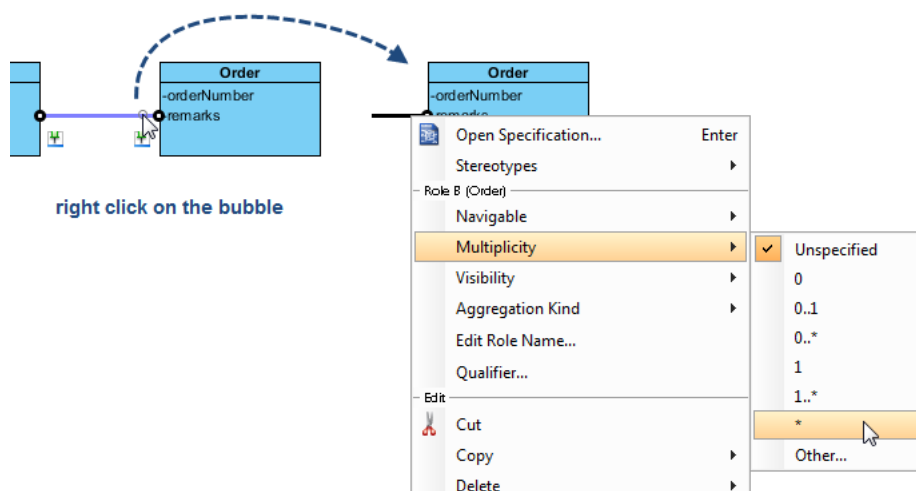 Order
-orderNumber
-remarks
right click on the bubble
Order
-orderNumber
-remarks
Open Specification... Enter
Stereotypes
Role B (Order)
Navigable
Multiplicity
Visibility
Aggregation Kind
Edit Role Name...
Qualifier...
Edit
Cut
Copy
Delete
Unspecified
0
0..1
0..*
1
1..*
*
Other...